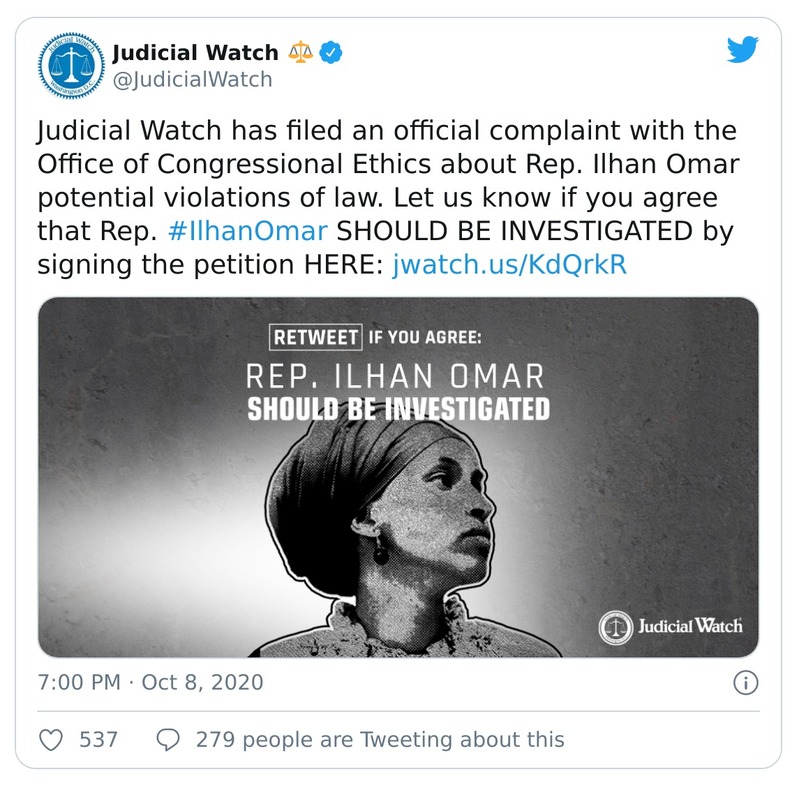 Judicial Watch
@JudicialWatch
Judicial Watch has filed an official complaint with the
Office of Congressional Ethics about Rep. Ilhan Omar
potential violations of law. Let us know if you agree
that Rep. #IlhanOmar SHOULD BE INVESTIGATED by
signing the petition HERE: jwatch.us/KdQrkR
RETWEET IF YOU AGREE:
REP. ILHAN OMAR
SHOULD BE INVESTIGATED
Judicial Watch
7:00 PM · Oct 8, 2020
537
279 people are Tweeting about this